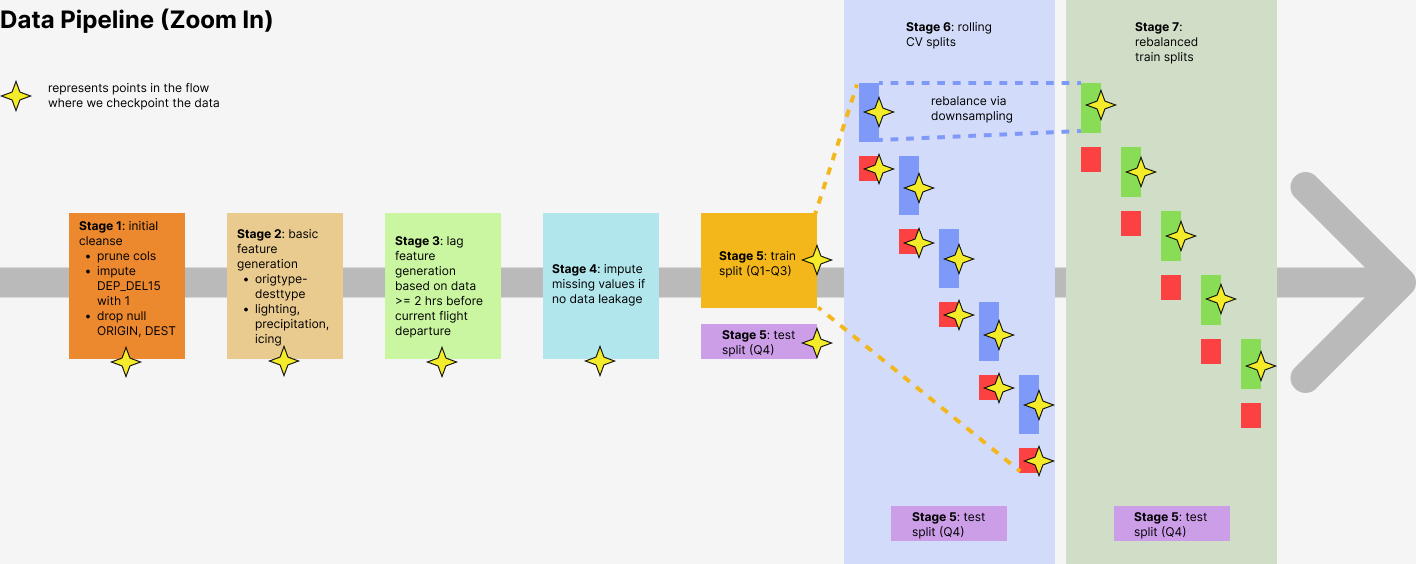 Data Pipeline (Zoom In)
represents points in the flow
where we checkpoint the data
Stage 1: initial
cleanse
• prune cols
• impute
DEP_DEL15
with 1
• drop null
ORIGIN, DEST
Stage 2: basic
feature
generation
• origtype-
desttype
• lighting,
precipitation,
icing
Stage 3: lag
feature
generation
based on data
>= 2 hrs before
current flight
departure
Stage 4: impute
missing values if
no data leakage
Stage 5: train
split (Q1-Q3)
Stage 5: test
split (Q4)
Stage 6: rolling
CV splits
rebalance via
downsampling
Stage 5: test
split (Q4)
Stage 7:
rebalanced
train splits
Stage 5: test
split (Q4)